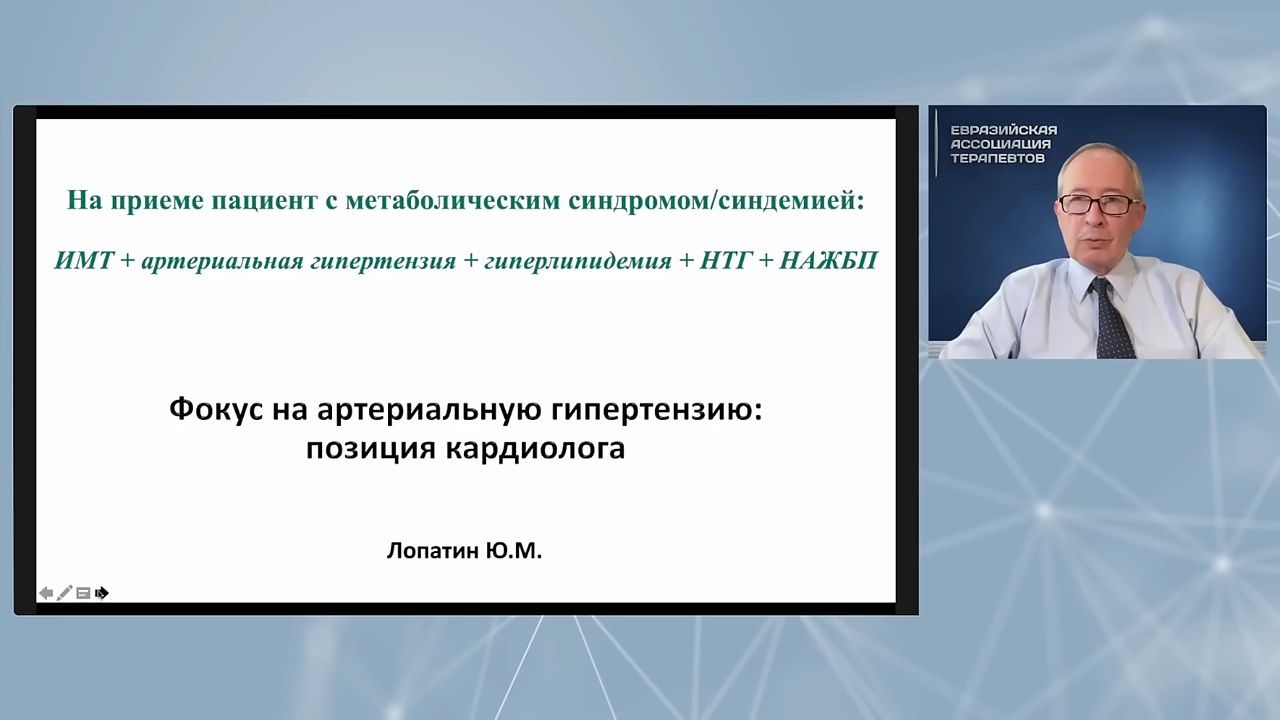 На приеме пациент с метаболическим синдромом/синдемией:
ИМТ + артериальная гипертензия + гиперлипидемия + НТГ + НАЖБП
Фокус на артериальную гипертензию:
позиция кардиолога
Лопатин Ю.М.
ЕВРАЗИЙСКАЯ
АССОЦИАЦИЯ
ТЕРАПЕВТОВ